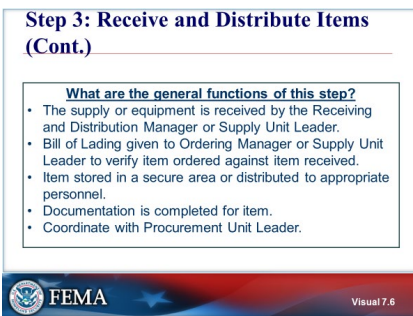 Step 3: Receive and Distribute Items
(Cont.)
What are the general functions of this step?
• The supply or equipment is received by the Receiving
and Distribution Manager or Supply Unit Leader.
• Bill of Lading given to Ordering Manager or Supply Unit
Leader to verify item ordered against item received.
• Item stored in a secure area or distributed to appropriate
personnel.
• Documentation is completed for item.
• Coordinate with Procurement Unit Leader.
FEMA
Visual 7.6